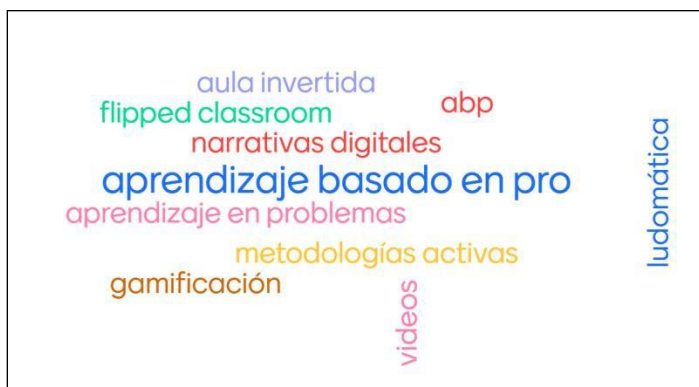 aula invertida
abp
flipped classroom
narrativas digitales
aprendizaje basado en pro
aprendizaje en problemas
metodologías activas
gamificación
videos
ludomática